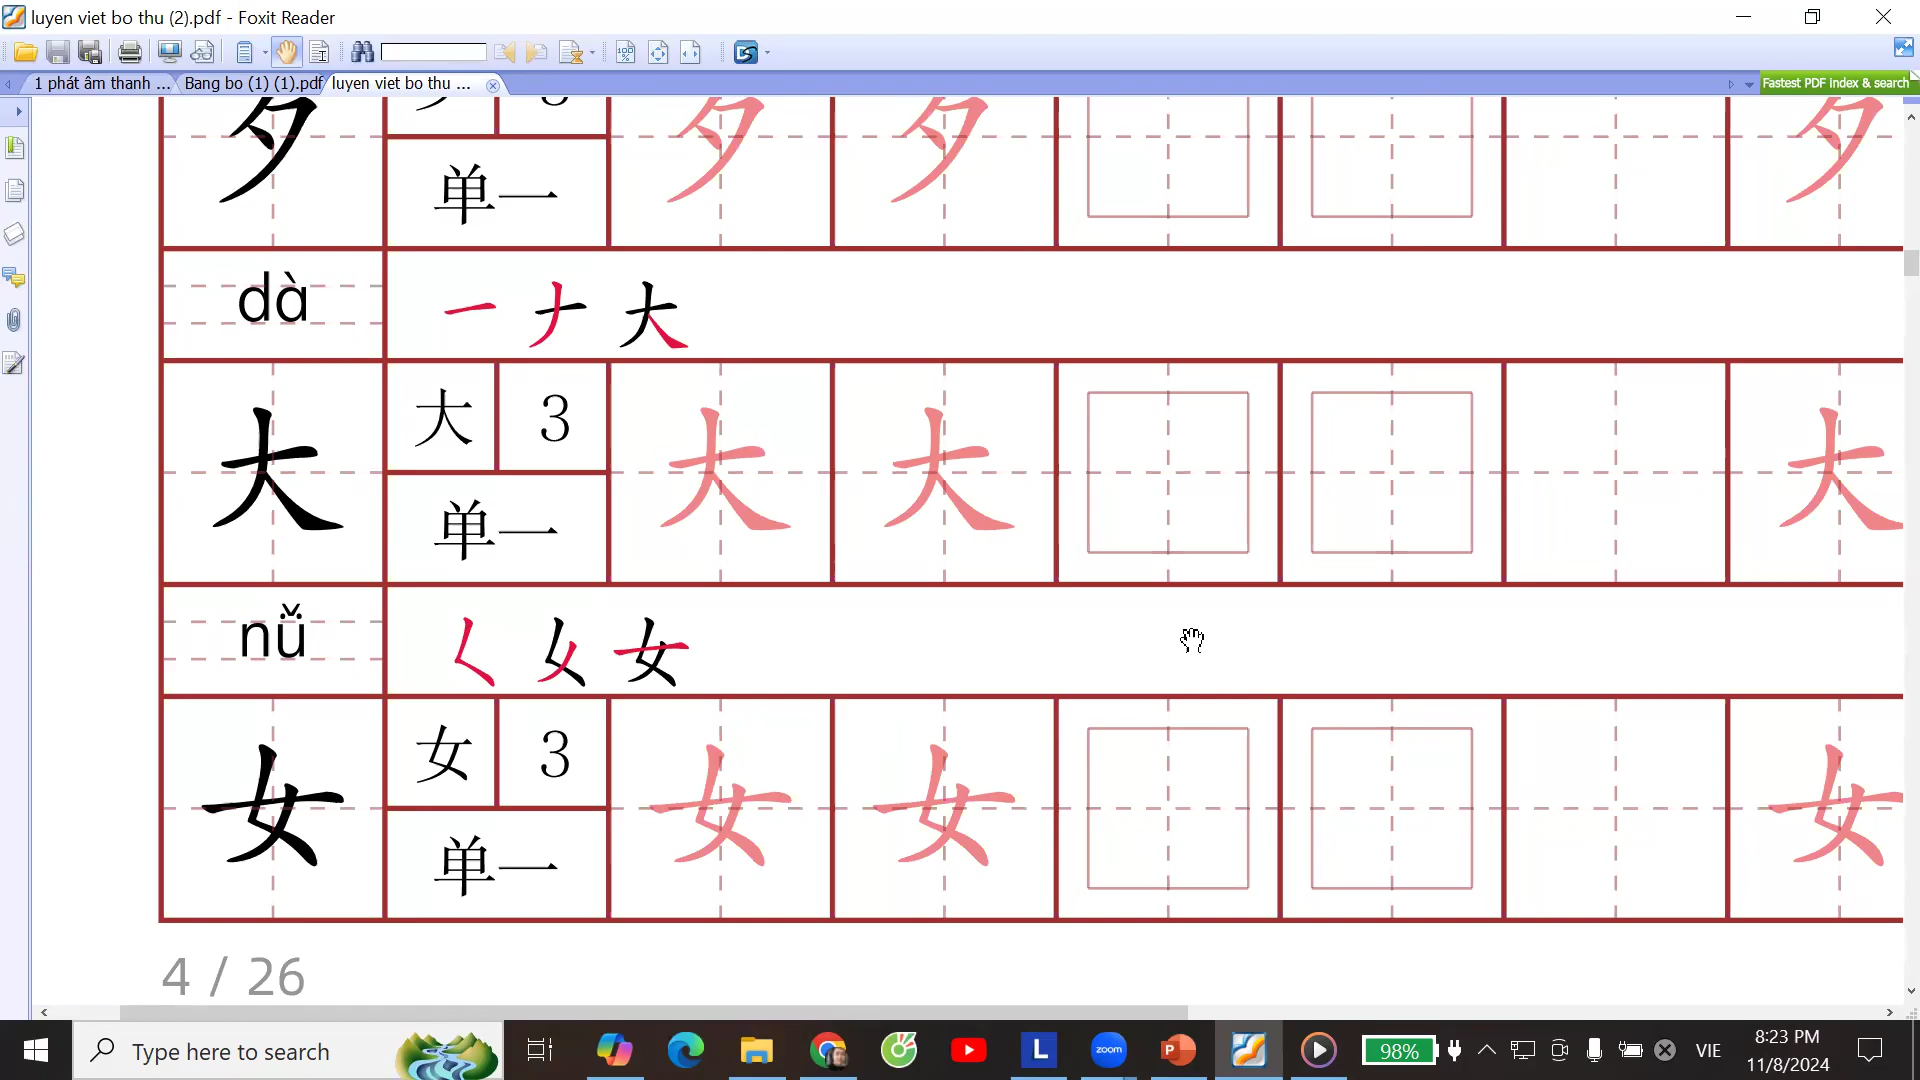 luyen viet bo thu (2).pdf - Foxit Reader
1 phát âm thanh ... Bang bo (1) (1).pdf luyen viet bo thu ... Fastest PDF index & search
夕 夕 夕 夕
单一
dà 一 ナ 大
大 大 3 大 大 大
单一
nǚ く 女
女 女 3 女 女 女
单一
4 / 26
Type here to search L zoom P 98% VIE 8:23 PM
11/8/2024